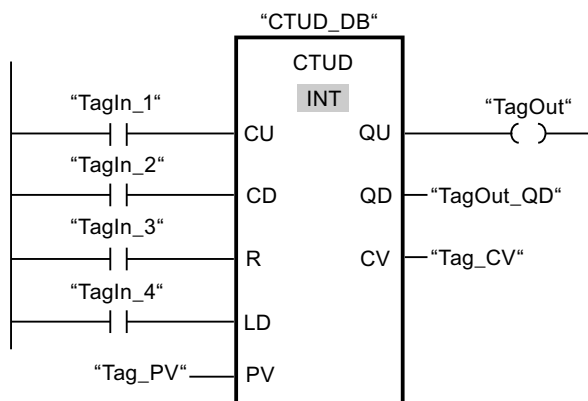 “CTUD_DB“
CTUD
INT
“TagIn_1“
CU
QU
“TagOut“
“TagIn_2“
CD
QD
“TagOut_QD“
“TagIn_3“
R
CV
“Tag_CV“
“TagIn_4“
LD
“Tag_PV“
PV